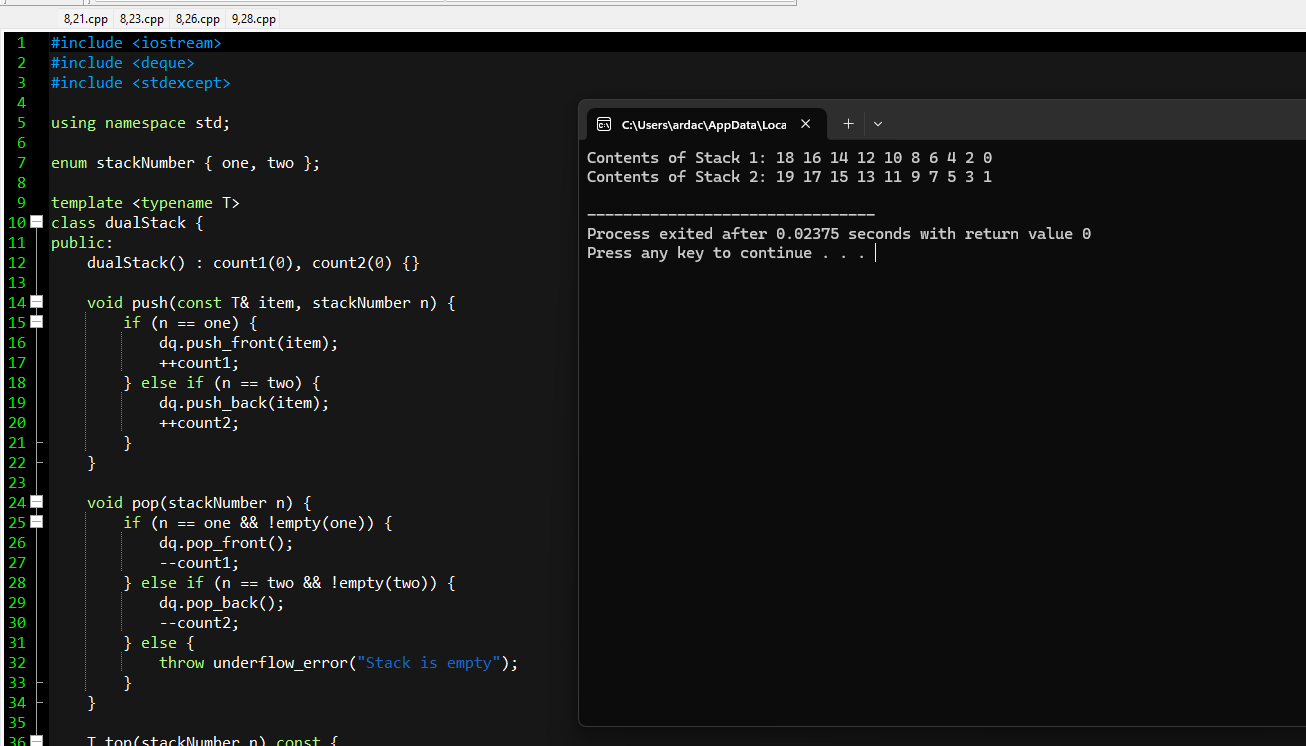 8,21.cpp 8,23.cpp 8,26.cpp 9,28.cpp
1 #include <iostream>
2 #include <deque>
3 #include <stdexcept>
4
5 using namespace std;
6
7 enum stackNumber { one, two };
8
9 template <typename T>
10 class dualStack {
11 public:
12     dualStack() : count1(0), count2(0) {}
13
14     void push(const T& item, stackNumber n) {
15         if (n == one) {
16             dq.push_front(item);
17             ++count1;
18         } else if (n == two) {
19             dq.push_back(item);
20             ++count2;
21         }
22     }
23
24     void pop(stackNumber n) {
25         if (n == one && !empty(one)) {
26             dq.pop_front();
27             --count1;
28         } else if (n == two && !empty(two)) {
29             dq.pop_back();
30             --count2;
31         } else {
32             throw underflow_error("Stack is empty");
33         }
34     }
35
36     T top(stackNumber n) const {
C:\Users\ardac\AppData\Loca
Contents of Stack 1: 18 16 14 12 10 8 6 4 2 0
Contents of Stack 2: 19 17 15 13 11 9 7 5 3 1
--------------------------------
Process exited after 0.02375 seconds with return value 0
Press any key to continue . . .